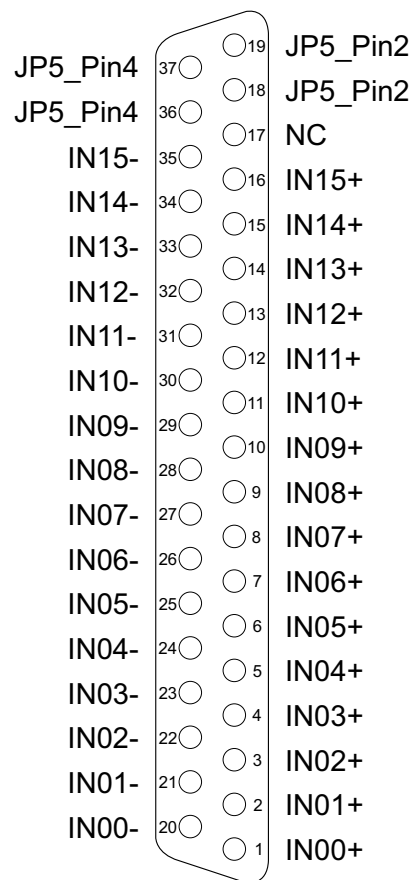 19 JP5_Pin2
JP5_Pin4 37
18 JP5_Pin2
JP5_Pin4 36
17 NC
IN15- 35
16 IN15+
IN14- 34
15 IN14+
IN13- 33
14 IN13+
IN12- 32
13 IN12+
IN11- 31
12 IN11+
IN10- 30
11 IN10+
IN09- 29
10 IN09+
IN08- 28
9 IN08+
IN07- 27
8 IN07+
IN06- 26
7 IN06+
IN05- 25
6 IN05+
IN04- 24
5 IN04+
IN03- 23
4 IN03+
IN02- 22
3 IN02+
IN01- 21
2 IN01+
IN00- 20
1 IN00+